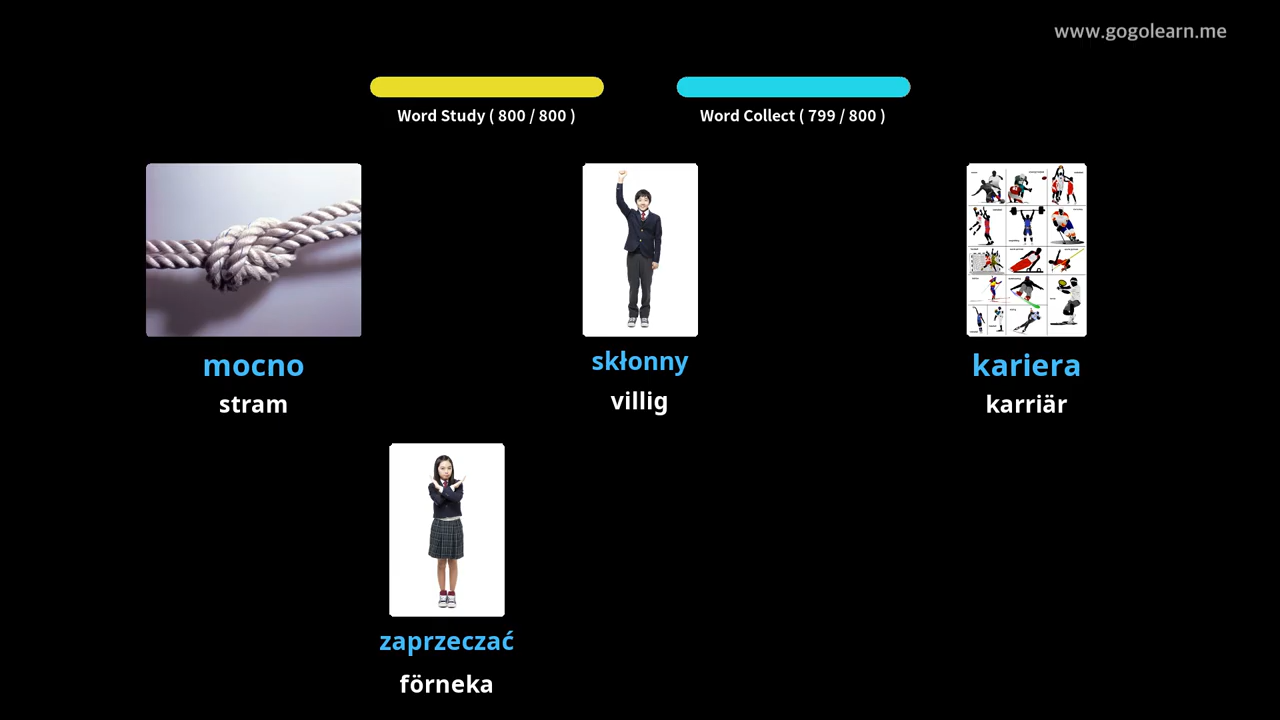 www.gogolearn.me
Word Study ( 800 / 800 )
Word Collect ( 799 / 800 )
mocno
stram
skłonny
villig
kariera
karriär
zaprzeczać
förneka